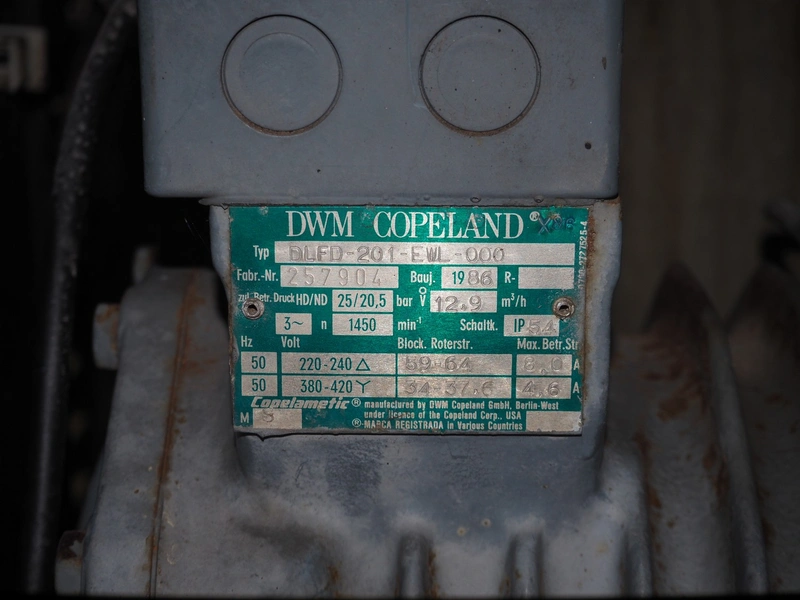 DWM COPELAND ®
Typ DLFD-201-EWL-000
Fabr.-Nr. 257904 Bauj. 1986 R-
zul. Betr. Druck HD/ND 25/20,5 bar V̊ 12.9 m³/h
3~ n 1450 min⁻¹ Schaltk. IP 54
Hz Volt Block. Roterstr. Max. Betr. Str
50 220-240 △ 59-64 A
50 380-420 Y 34-37.6 4.6 A
Copelametic® manufactured by DWM Copeland GmbH, Berlin-West
under licence of the Copeland Corp., USA
M S ® MARCA REGISTRADA in Various Countries